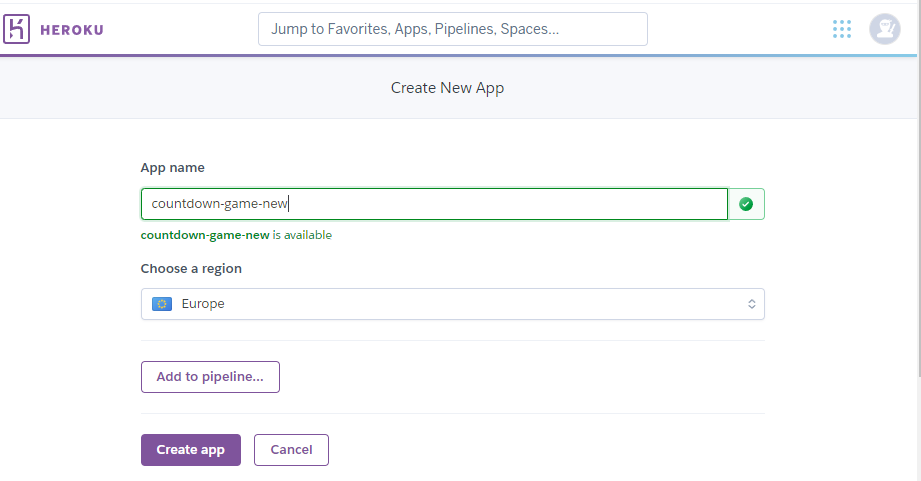 HEROKU
Jump to Favorites, Apps, Pipelines, Spaces...
Create New App
App name
countdown-game-new
countdown-game-new is available
Choose a region
Europe
Add to pipeline...
Create app Cancel